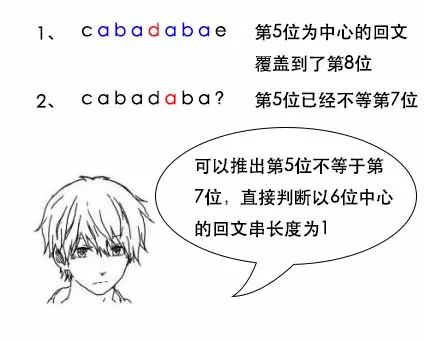 1、 cabadabae 第5位为中心的回文
覆盖到了第8位
2、 cabadaba? 第5位已经不等第7位
可以推出第5位不等于第
7位，直接判断以6位中心
的回文串长度为1